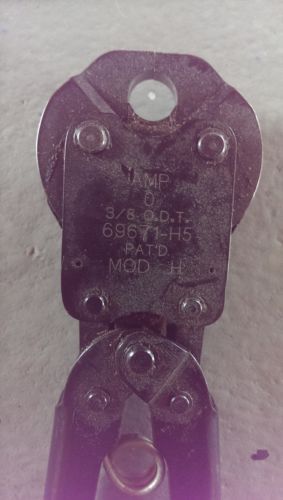 AMP
0
3/8 O.D.T.
69671-H5
PAT'D
MOD H